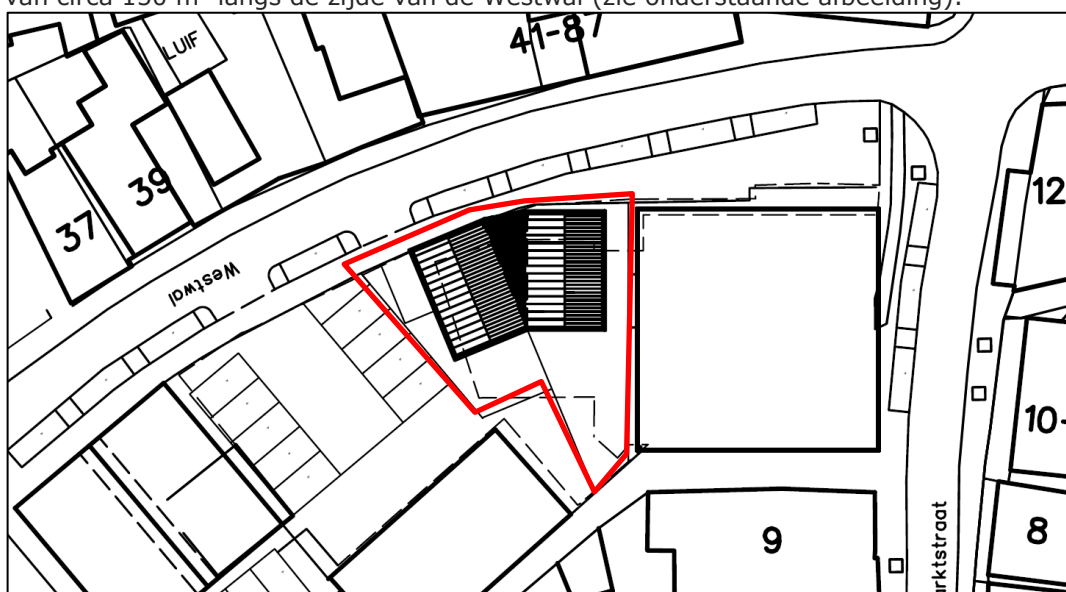 van circa 150 m² langs de zijde van de Westwal (zie onderstaande afbeelding).
41-87
LUIF
39
37
Westwal
12
10-
9
8
rktstraat